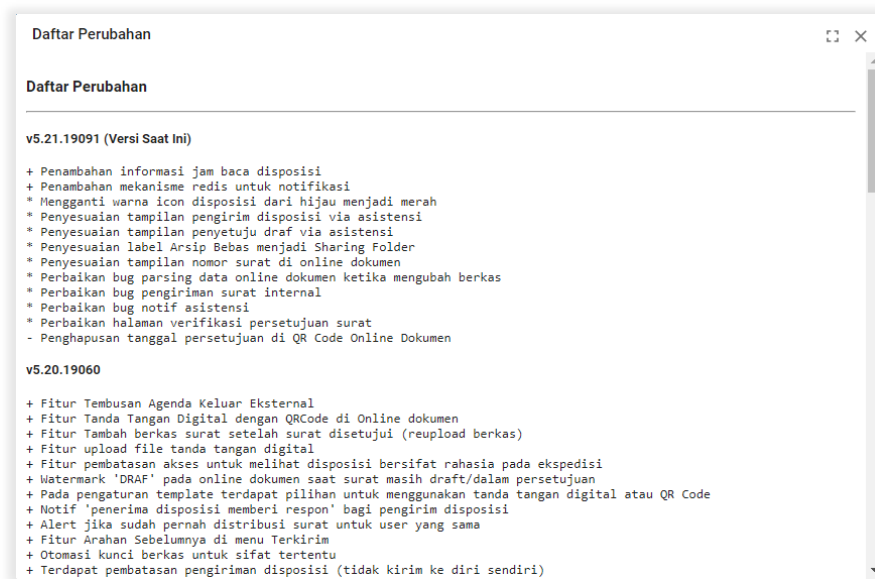 Daftar Perubahan
Daftar Perubahan
v5.21.19091 (Versi Saat Ini)
+ Penambahan informasi jam baca disposisi
+ Penambahan mekanisme redis untuk notifikasi
* Mengganti warna icon disposisi dari hijau menjadi merah
* Penyesuaian tampilan pengirim disposisi via asistensi
* Penyesuaian tampilan penyetuju draf via asistensi
* Penyesuaian label Arsip Bebas menjadi Sharing Folder
* Penyesuaian tampilan nomor surat di online dokumen
* Perbaikan bug parsing data online dokumen ketika mengubah berkas
* Perbaikan bug pengiriman surat internal
* Perbaikan bug notif asistensi
* Perbaikan halaman verifikasi persetujuan surat
- Penghapusan tanggal persetujuan di QR Code Online Dokumen
v5.20.19060
+ Fitur Tembusan Agenda Keluar Eksternal
+ Fitur Tanda Tangan Digital dengan QRCode di Online dokumen
+ Fitur Tambah berkas surat setelah surat disetujui (reupload berkas)
+ Fitur upload file tanda tangan digital
+ Fitur pembatasan akses untuk melihat disposisi bersifat rahasia pada ekspedisi
+ Watermark 'DRAF' pada online dokumen saat surat masih draft/dalam persetujuan
+ Pada pengaturan template terdapat pilihan untuk menggunakan tanda tangan digital atau QR Code
+ Notif 'penerima disposisi memberi respon' bagi pengirim disposisi
+ Alert jika sudah pernah distribusi surat untuk user yang sama
+ Fitur Arahan Sebelumnya di menu Terkirim
+ Otomasi kunci berkas untuk sifat tertentu
+ Terdapat pembatasan pengiriman disposisi (tidak kirim ke diri sendiri)